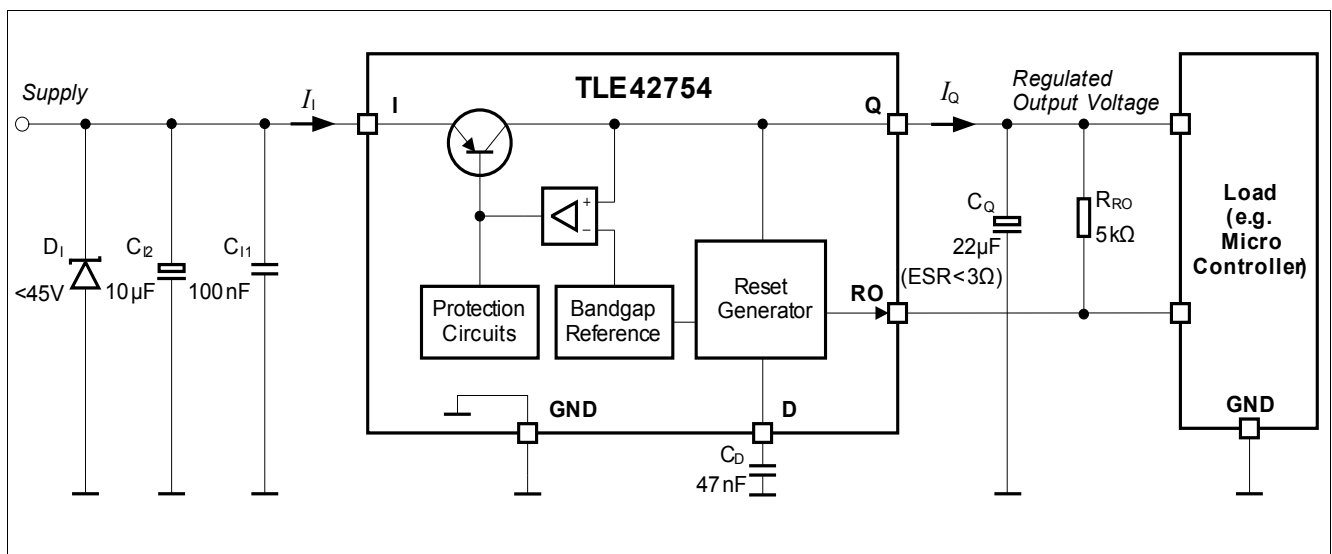 TLE42754
Supply
I_I
I
Q
I_Q
Regulated
Output Voltage
D_I
<45V
C_I2
10µF
C_I1
100nF
+
−
Protection
Circuits
Bandgap
Reference
Reset
Generator
RO
C_Q
22µF
(ESR<3Ω)
R_RO
5kΩ
Load
(e.g.
Micro
Controller)
GND
D
GND
C_D
47nF